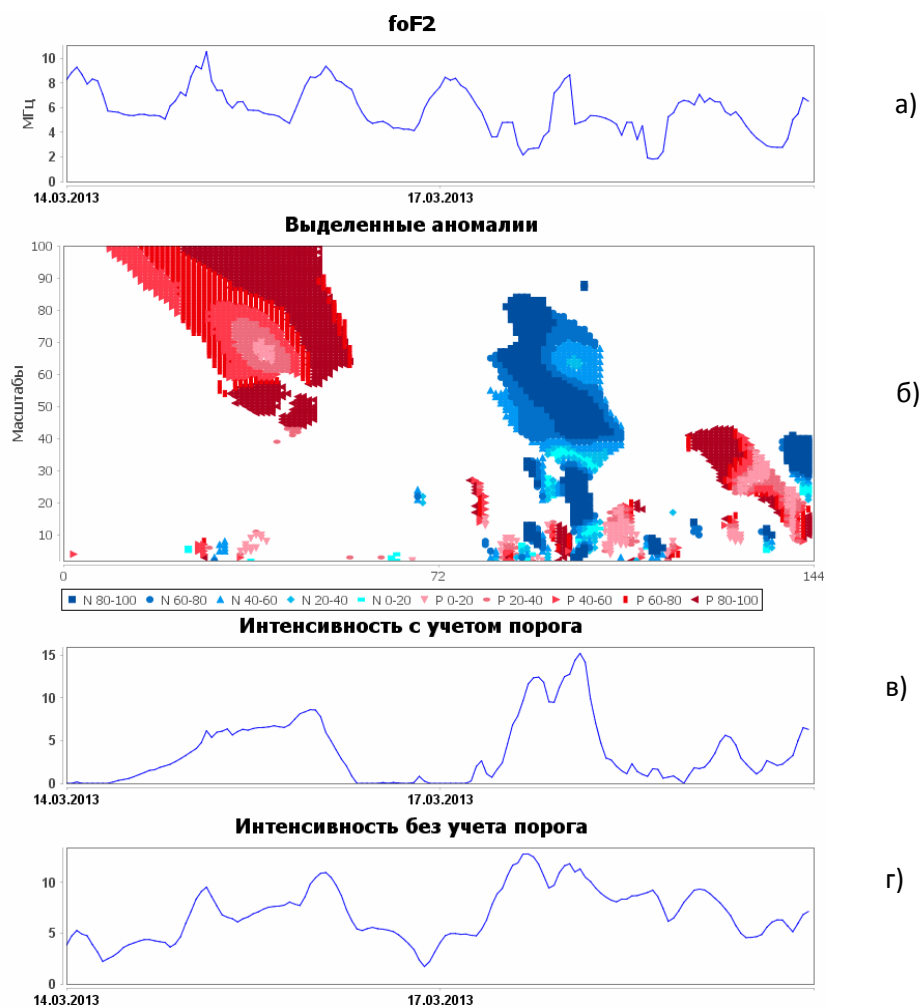 foF2
10
8
6
4
2
0
МГц
14.03.2013
17.03.2013
а)
Выделенные аномалии
100
90
80
70
60
50
40
30
20
10
Масштабы
0
72
144
б)
N 80-100 N 60-80 N 40-60 N 20-40 N 0-20 P 0-20 P 20-40 P 40-60 P 60-80 P 80-100
Интенсивность с учетом порога
15
10
5
0
14.03.2013
17.03.2013
в)
Интенсивность без учета порога
10
5
0
14.03.2013
17.03.2013
г)